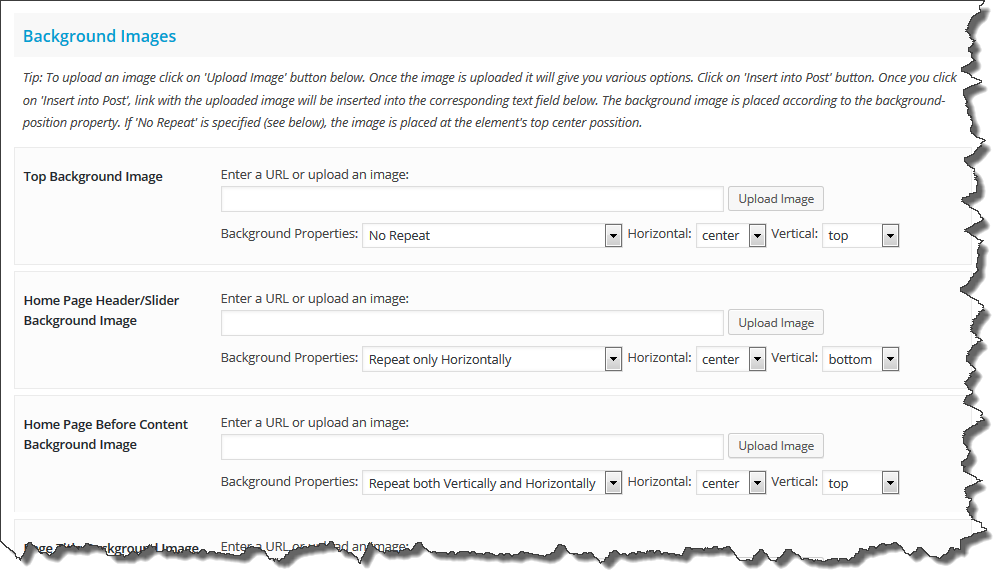 Background Images
Tip: To upload an image click on 'Upload Image' button below. Once the image is uploaded it will give you various options. Click on 'Insert into Post' button. Once you click
on 'Insert into Post', link with the uploaded image will be inserted into the corresponding text field below. The background image is placed according to the background-
position property. If 'No Repeat' is specified (see below), the image is placed at the element's top center possition.
Top Background Image
Enter a URL or upload an image:
Upload Image
Background Properties: No Repeat Horizontal: center Vertical: top
Home Page Header/Slider
Background Image
Enter a URL or upload an image:
Upload Image
Background Properties: Repeat only Horizontally Horizontal: center Vertical: bottom
Home Page Before Content
Background Image
Enter a URL or upload an image:
Upload Image
Background Properties: Repeat both Vertically and Horizontally Horizontal: center Vertical: top
Background Image
Enter a URL or upload an image: